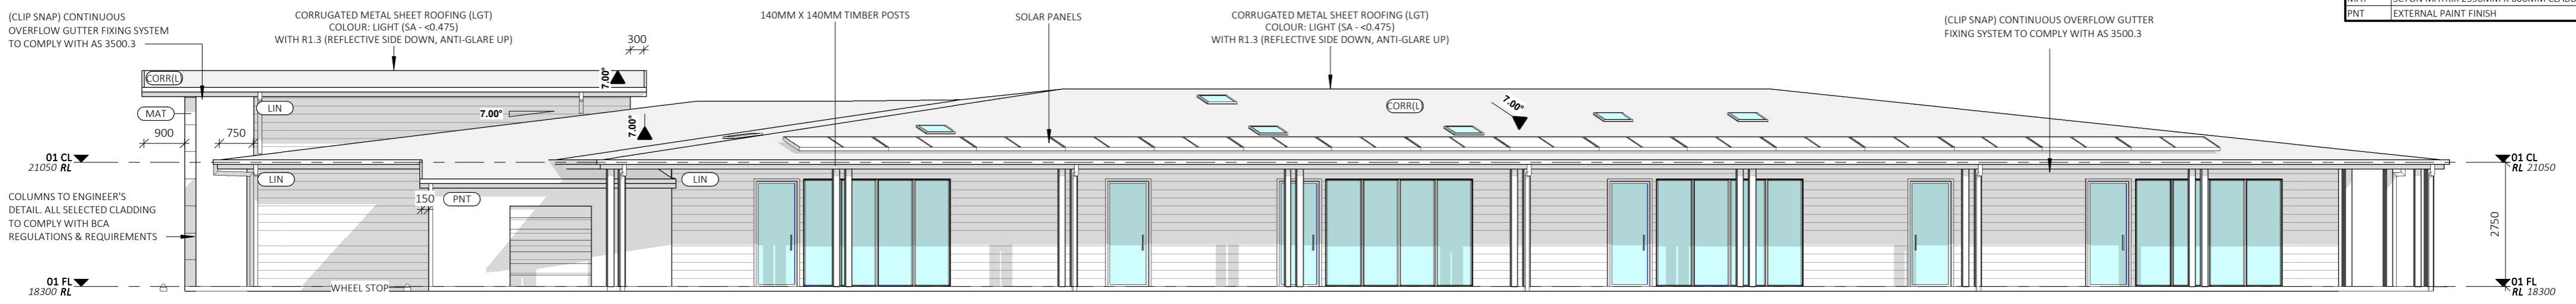 (CLIP SNAP) CONTINUOUS
OVERFLOW GUTTER FIXING SYSTEM
TO COMPLY WITH AS 3500.3
CORRUGATED METAL SHEET ROOFING (LGT)
COLOUR: LIGHT (SA - <0.475)
WITH R1.3 (REFLECTIVE SIDE DOWN, ANTI-GLARE UP)
300
140MM X 140MM TIMBER POSTS
SOLAR PANELS
CORRUGATED METAL SHEET ROOFING (LGT)
COLOUR: LIGHT (SA - <0.475)
WITH R1.3 (REFLECTIVE SIDE DOWN, ANTI-GLARE UP)
(CLIP SNAP) CONTINUOUS OVERFLOW GUTTER
FIXING SYSTEM TO COMPLY WITH AS 3500.3
PNT EXTERNAL PAINT FINISH
CORR(L)
7.00°
LIN
MAT
7.00°
7.00°
CORR(L)
7.00°
900
750
01 CL
21050 RL
01 CL
RL 21050
LIN
LIN
COLUMNS TO ENGINEER'S
DETAIL. ALL SELECTED CLADDING
TO COMPLY WITH BCA
REGULATIONS & REQUIREMENTS
150
PNT
2750
01 FL
18300 RL
WHEEL STOP
01 FL
RL 18300